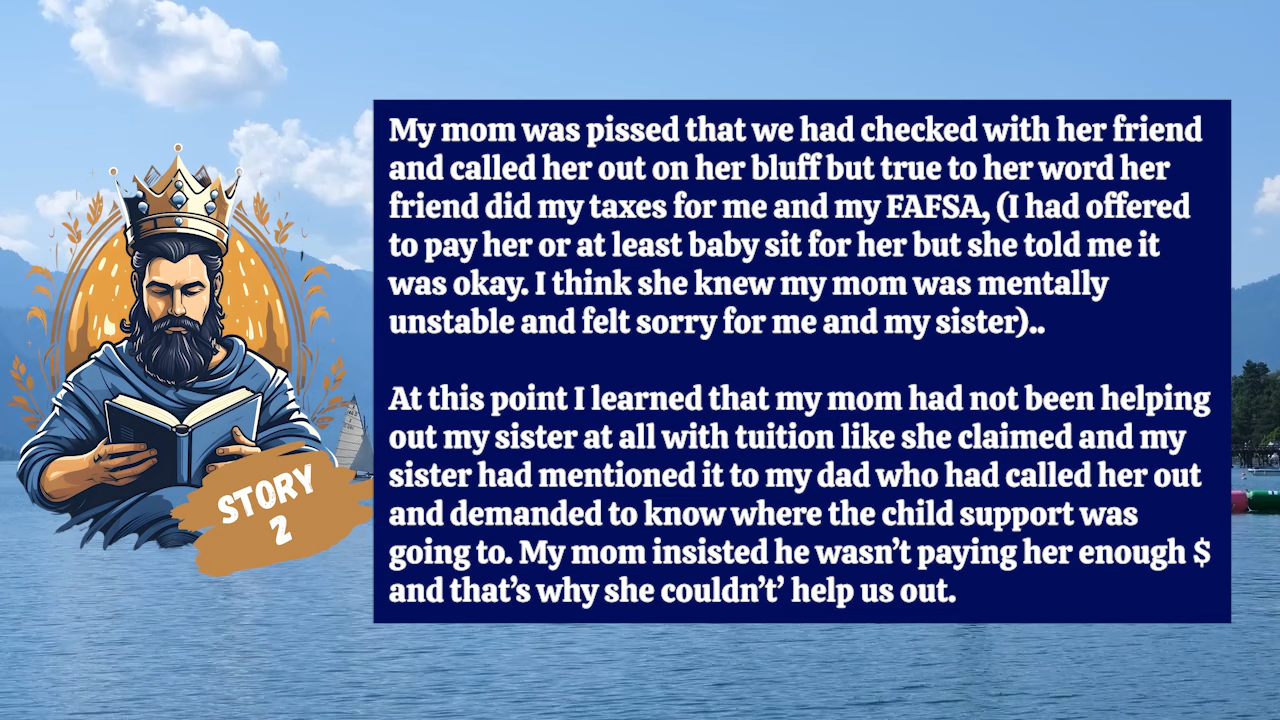 My mom was pissed that we had checked with her friend
and called her out on her bluff but true to her word her
friend did my taxes for me and my FAFSA, (I had offered
to pay her or at least baby sit for her but she told me it
was okay. I think she knew my mom was mentally
unstable and felt sorry for me and my sister)..
At this point I learned that my mom had not been helping
out my sister at all with tuition like she claimed and my
sister had mentioned it to my dad who had called her out
and demanded to know where the child support was
going to. My mom insisted he wasn't paying her enough $
and that's why she couldn't' help us out.
STORY
2